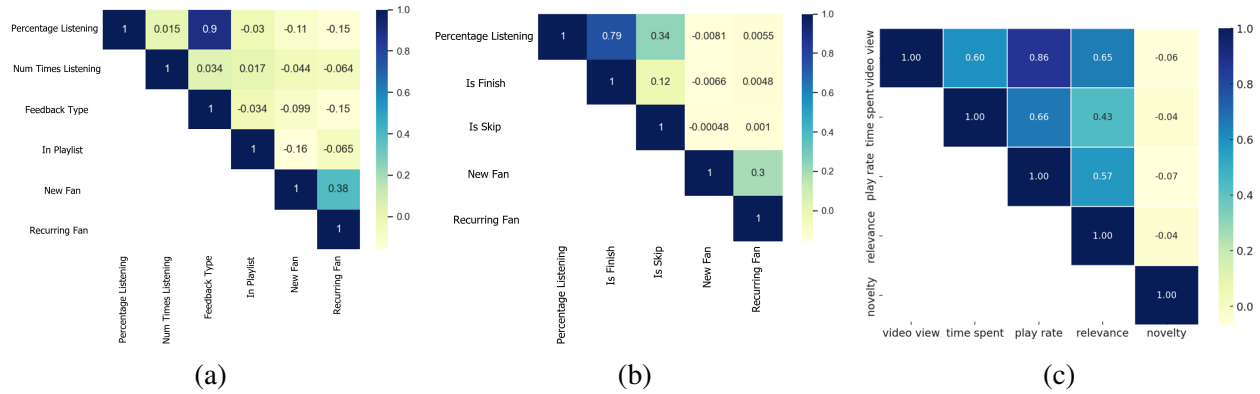 Percentage Listening 1 0.015 0.9 -0.03 -0.11 -0.15
Num Times Listening 1 0.034 0.017 -0.044 -0.064
Feedback Type 1 -0.034 -0.099 -0.15
In Playlist 1 -0.16 -0.065
New Fan 1 0.38
Recurring Fan 1
Percentage Listening
Num Times Listening
Feedback Type
In Playlist
New Fan
Recurring Fan
1.0
0.8
0.6
0.4
0.2
0.0
(a)
Percentage Listening 1 0.79 0.34 -0.0081 0.0055
Is Finish 1 0.12 -0.0066 0.0048
Is Skip 1 -0.00048 0.001
New Fan 1 0.3
Recurring Fan 1
Percentage Listening
Is Finish
Is Skip
New Fan
Recurring Fan
1.0
0.8
0.6
0.4
0.2
0.0
(b)
video view 1.00 0.60 0.86 0.65 -0.06
time spent 1.00 0.66 0.43 -0.04
play rate 1.00 0.57 -0.07
relevance 1.00 -0.04
novelty 1.00
video view time spent play rate relevance novelty
1.0
0.8
0.6
0.4
0.2
0.0
(c)